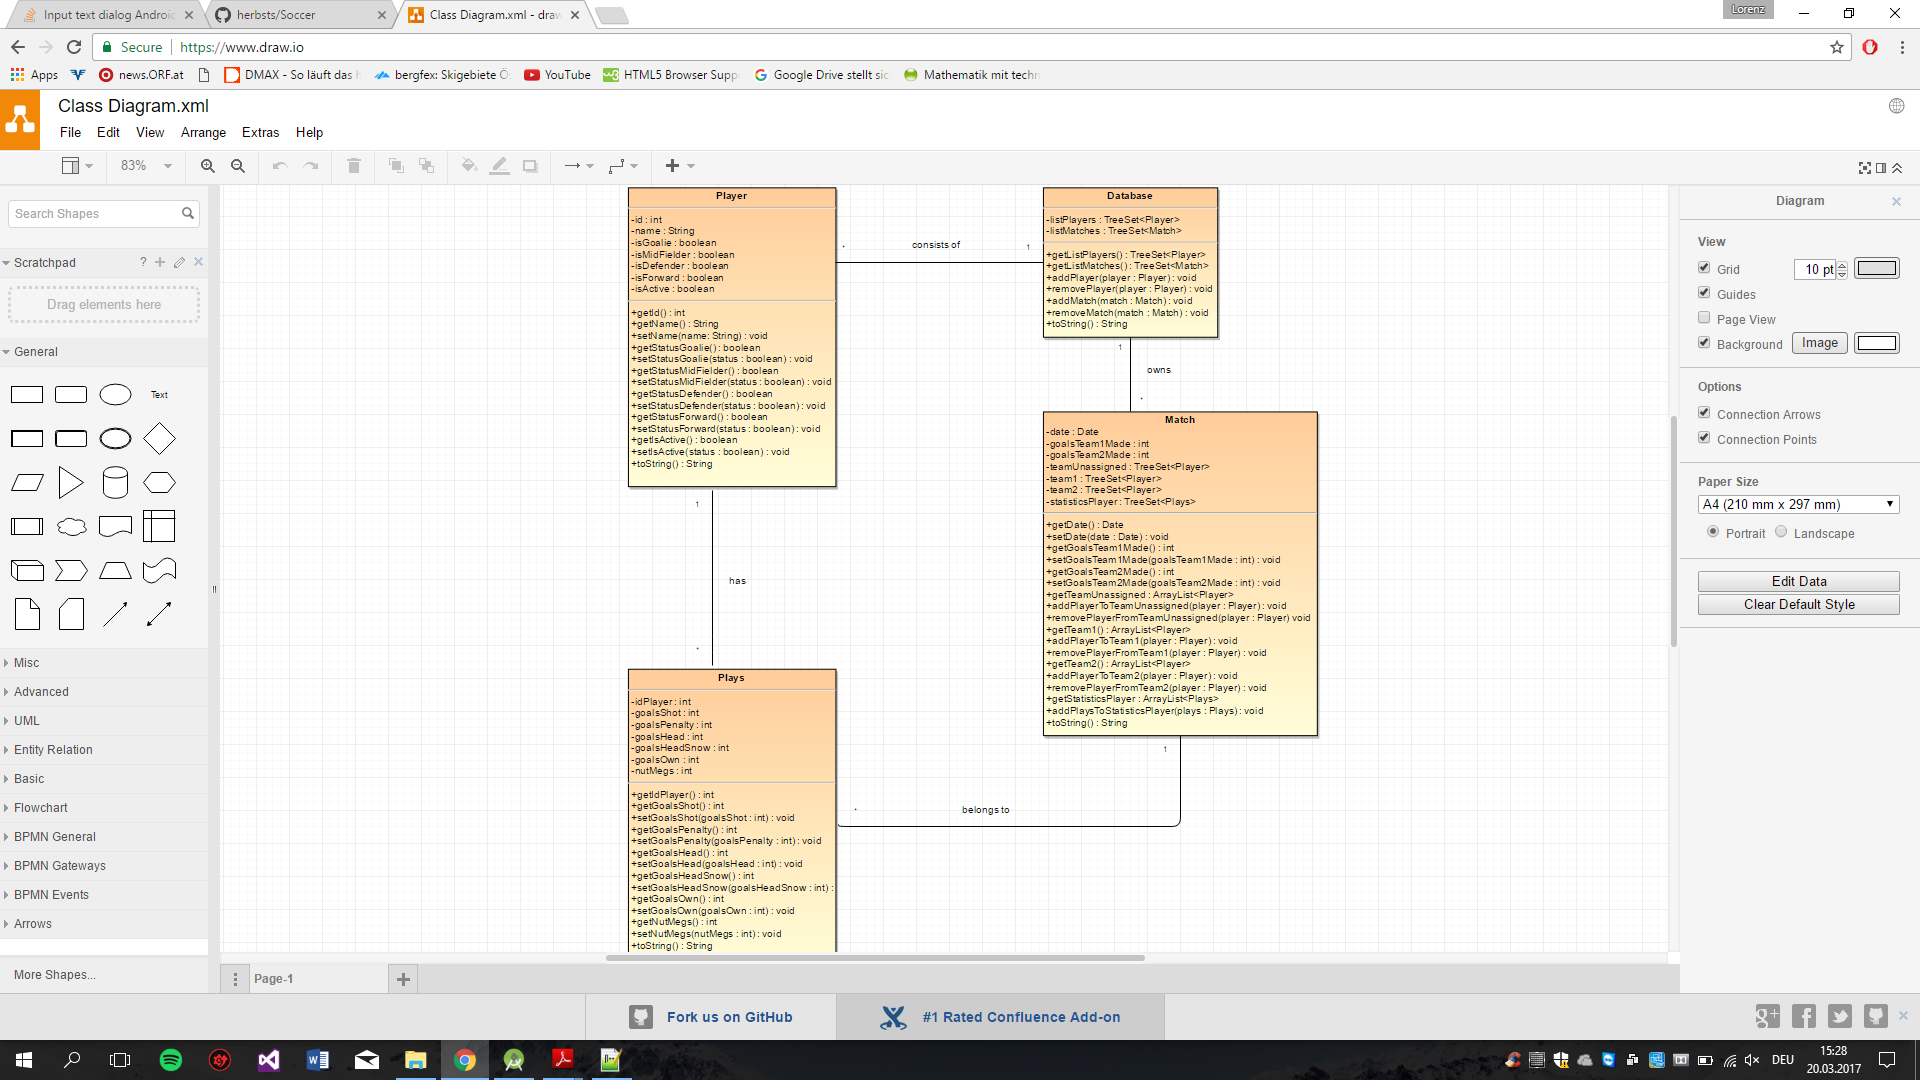 Input text dialog Android
herbsts/Soccer
Class Diagram.xml - draw
Lorenz
Secure
https://www.draw.io
Apps
news.ORF.at
DMAX - So läuft das
bergfex: Skigebiete Ö
YouTube
HTML5 Browser Supp
Google Drive stellt sic
Mathematik mit techn
Class Diagram.xml
File Edit View Arrange Extras Help
83%
Search Shapes
Scratchpad
?
Drag elements here
General
Text
Misc
Advanced
UML
Entity Relation
Basic
Flowchart
BPMN General
BPMN Gateways
BPMN Events
Arrows
More Shapes...
Player
-id : int
-name : String
-isGoalie : boolean
-isMidFielder : boolean
-isDefender : boolean
-isForward : boolean
-isActive : boolean
+getId() : int
+getName() : String
+setName(name: String) : void
+getStatusGoalie() : boolean
+setStatusGoalie(status : boolean) : void
+getStatusMidFielder() : boolean
+setStatusMidFielder(status : boolean) : void
+getStatusDefender() : boolean
+setStatusDefender(status : boolean) : void
+getStatusForward() : boolean
+setStatusForward(status : boolean) : void
+getIsActive() : boolean
+setIsActive(status : boolean) : void
+toString() : String
* consists of 1
Database
-listPlayers : TreeSet<Player>
-listMatches : TreeSet<Match>
+getListPlayers() : TreeSet<Player>
+getListMatches() : TreeSet<Match>
+addPlayer(player : Player) : void
+removePlayer(player : Player) : void
+addMatch(match : Match) : void
+removeMatch(match : Match) : void
+toString() : String
1
owns
*
Match
-date : Date
-goalsTeam1Made : int
-goalsTeam2Made : int
-teamUnassigned : TreeSet<Player>
-team1 : TreeSet<Player>
-team2 : TreeSet<Player>
-statisticsPlayer : TreeSet<Plays>
+getDate() : Date
+setDate(date : Date) : void
+getGoalsTeam1Made() : int
+setGoalsTeam1Made(goalsTeam1Made : int) : void
+getGoalsTeam2Made() : int
+setGoalsTeam2Made(goalsTeam2Made : int) : void
+getTeamUnassigned : ArrayList<Player>
+addPlayerToTeamUnassigned(player : Player) : void
+removePlayerFromTeamUnassigned(player : Player) void
+getTeam1() : ArrayList<Player>
+addPlayerToTeam1(player : Player) : void
+removePlayerFromTeam1(player : Player) : void
+getTeam2() : ArrayList<Player>
+addPlayerToTeam2(player : Player) : void
+removePlayerFromTeam2(player : Player) : void
+getStatisticsPlayer : ArrayList<Plays>
+addPlaysToStatisticsPlayer(plays : Plays) : void
+toString() : String
1
has
*
Plays
-idPlayer : int
-goalsShot : int
-goalsPenalty : int
-goalsHead : int
-goalsHeadSnow : int
-goalsOwn : int
-nutMegs : int
+getIdPlayer() : int
+getGoalsShot() : int
+setGoalsShot(goalsShot : int) : void
+getGoalsPenalty() : int
+setGoalsPenalty(goalsPenalty : int) : void
+getGoalsHead() : int
+setGoalsHead(goalsHead : int) : void
+getGoalsHeadSnow() : int
+setGoalsHeadSnow(goalsHeadSnow : int) :
+getGoalsOwn() : int
+setGoalsOwn(goalsOwn : int) : void
+getNutMegs() : int
+setNutMegs(nutMegs : int) : void
+toString() : String
1
* belongs to
Diagram
View
Grid 10 pt
Guides
Page View
Background Image
Options
Connection Arrows
Connection Points
Paper Size
A4 (210 mm x 297 mm)
Portrait Landscape
Edit Data
Clear Default Style
Page-1
Fork us on GitHub
#1 Rated Confluence Add-on
DEU
15:28
20.03.2017